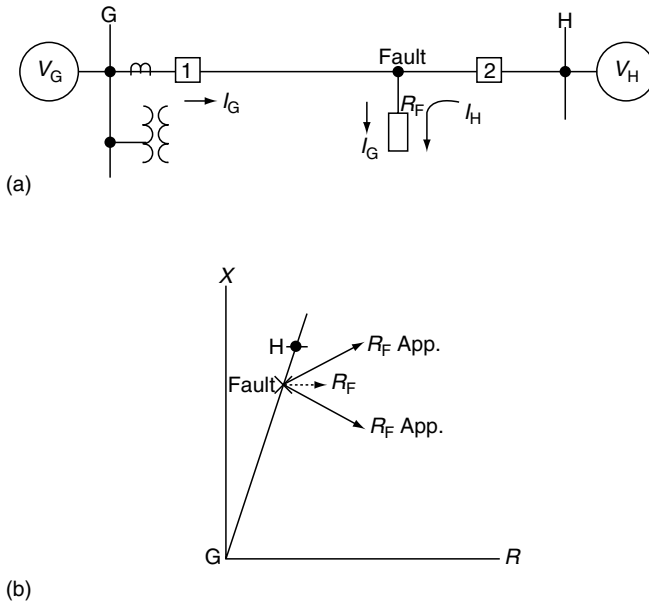 G
H
V_G
1
Fault
2
V_H
I_G
R_F
I_H
I_G
(a)
X
H
R_F App.
Fault
R_F
R_F App.
G
R
(b)